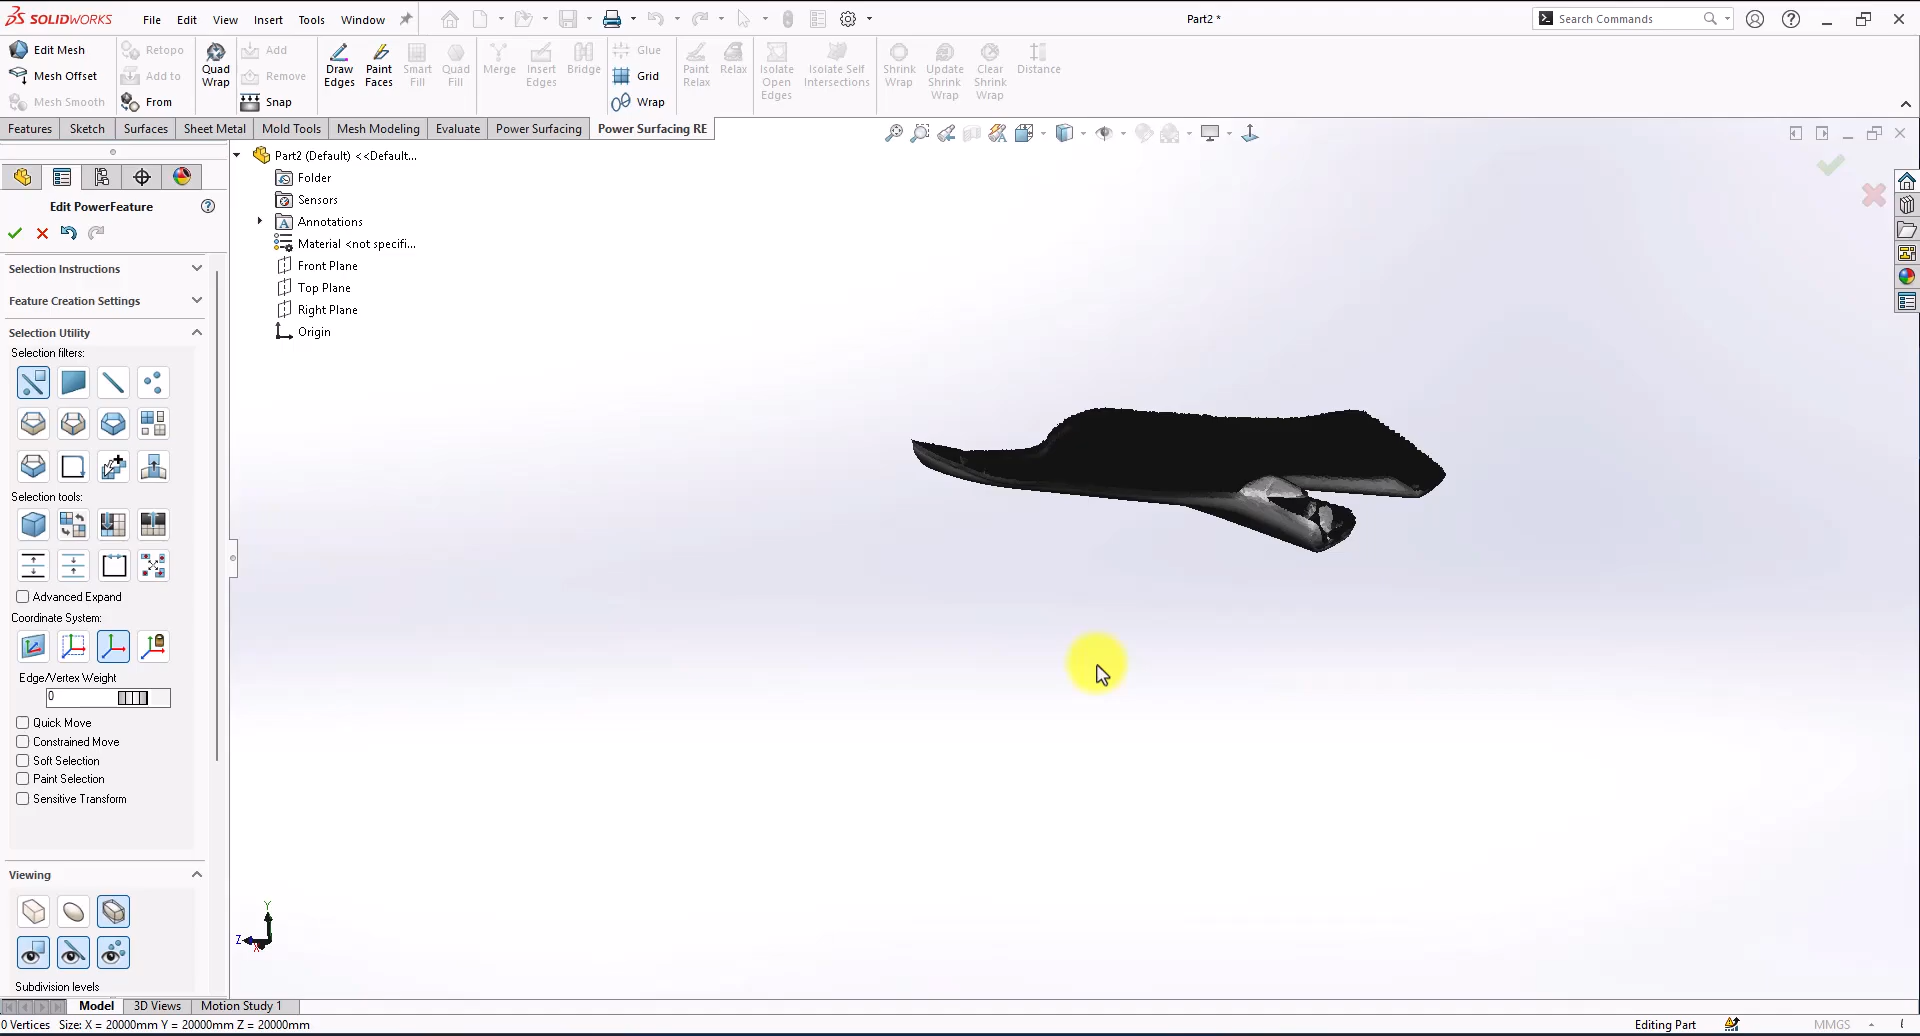 SOLIDWORKS File Edit View Insert Tools Window Part2 * Search Commands
Edit Mesh
Mesh Offset
Mesh Smooth
Retopo
Add to
From
Quad
Wrap
Add
Remove
Snap
Draw
Edges
Paint
Faces
Smart
Fill
Quad
Fill
Merge
Insert
Edges
Bridge
Glue
Grid
Wrap
Paint
Relax
Relax
Isolate
Open
Edges
Isolate Self
Intersections
Shrink
Wrap
Update
Shrink
Wrap
Clear
Shrink
Wrap
Distance
Features Sketch Surfaces Sheet Metal Mold Tools Mesh Modeling Evaluate Power Surfacing Power Surfacing RE
Edit PowerFeature
Selection Instructions
Feature Creation Settings
Selection Utility
Selection filters:
Selection tools:
Advanced Expand
Coordinate System:
Edge/Vertex Weight
0
Quick Move
Constrained Move
Soft Selection
Paint Selection
Sensitive Transform
Viewing
Subdivision levels
Part2 (Default) <<Default...
Folder
Sensors
Annotations
Material <not specifi...
Front Plane
Top Plane
Right Plane
Origin
Y
Z
X
Model 3D Views Motion Study 1
0 Vertices Size: X = 20000mm Y = 20000mm Z = 20000mm Editing Part MMGS